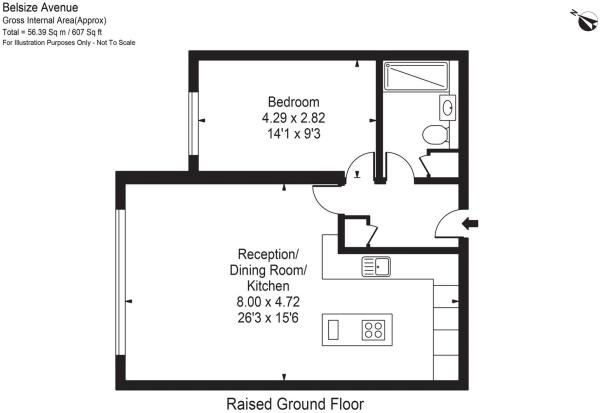 Belsize Avenue
Gross Internal Area(Approx)
Total = 56.39 Sq m / 607 Sq ft
For Illustration Purposes Only - Not To Scale
N
Bedroom
4.29 x 2.82
14'1 x 9'3
Reception/
Dining Room/
Kitchen
8.00 x 4.72
26'3 x 15'6
Raised Ground Floor